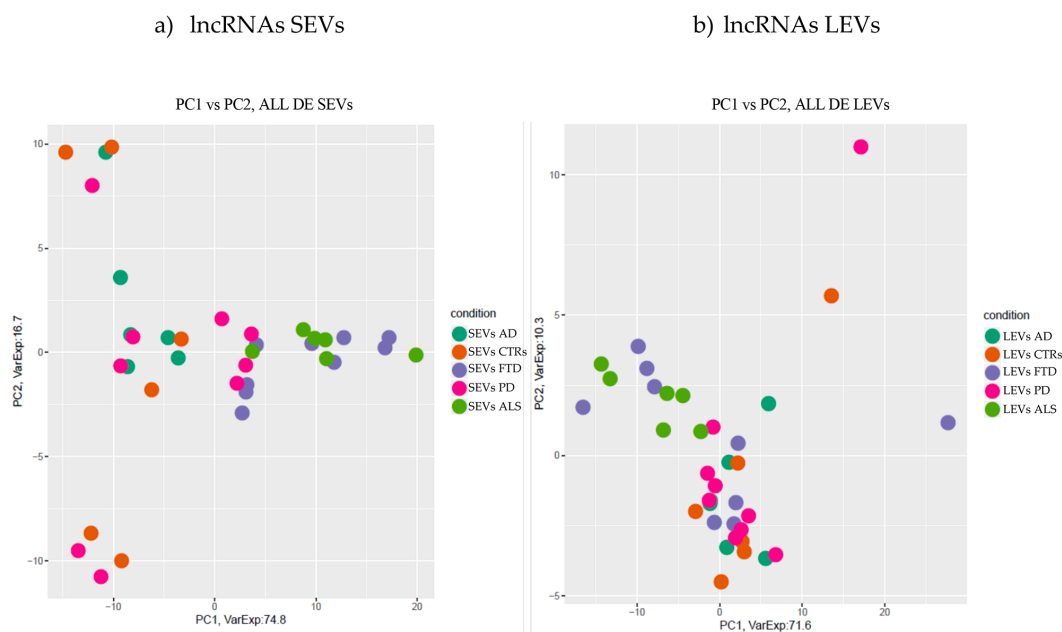 a) lncRNAs SEVs
b) lncRNAs LEVs
PC1 vs PC2, ALL DE SEVs
PC1 vs PC2, ALL DE LEVs
10
5
0
−5
−10
PC2, VarExp:16.7
−10
0
10
20
PC1, VarExp:74.8
condition
SEVs AD
SEVs CTRs
SEVs FTD
SEVs PD
SEVs ALS
10
5
0
−5
PC2, VarExp:10.3
−10
0
10
20
PC1, VarExp:71.6
condition
LEVs AD
LEVs CTRs
LEVs FTD
LEVs PD
LEVs ALS